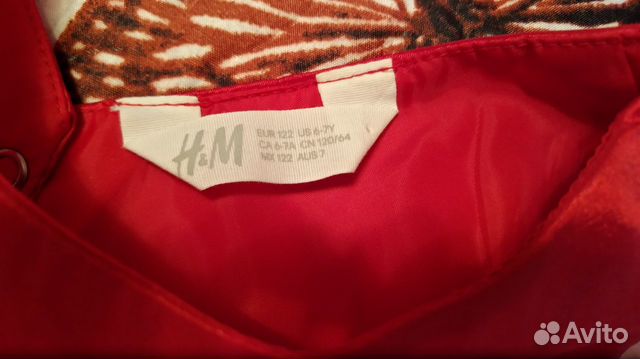 H&M
EUR 122 US 6-7Y
CA 6-7A CN 120/64
MX 122 AUS 7
Avito